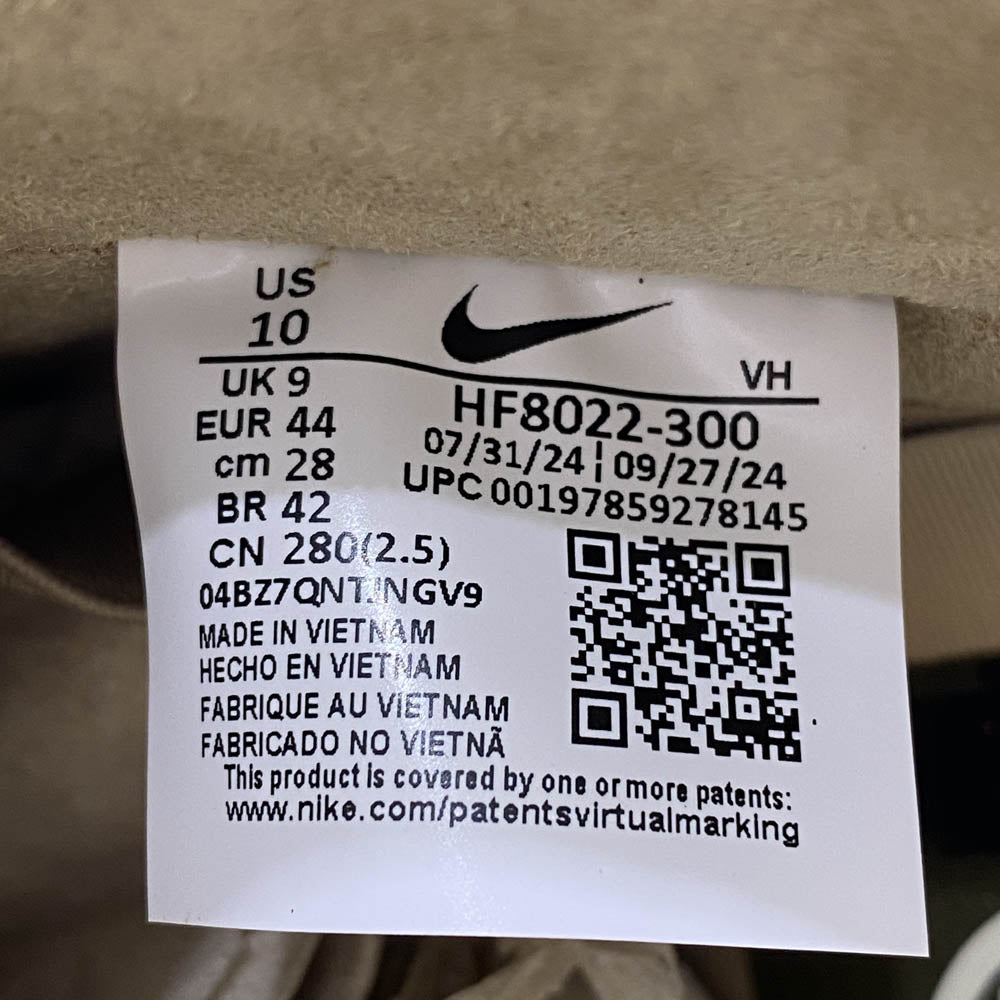 US
10
VH
UK 9
EUR 44
cm 28
BR 42
CN 280(2.5)
HF8022-300
07/31/24 ¦ 09/27/24
UPC 00197859278145
MADE IN VIETNAM
HECHO EN VIETNAM
FABRIQUE AU VIETNAM
FABRICADO NO VIETNÃ
This product is covered by one or more patents:
www.nike.com/patentsvirtualmarking